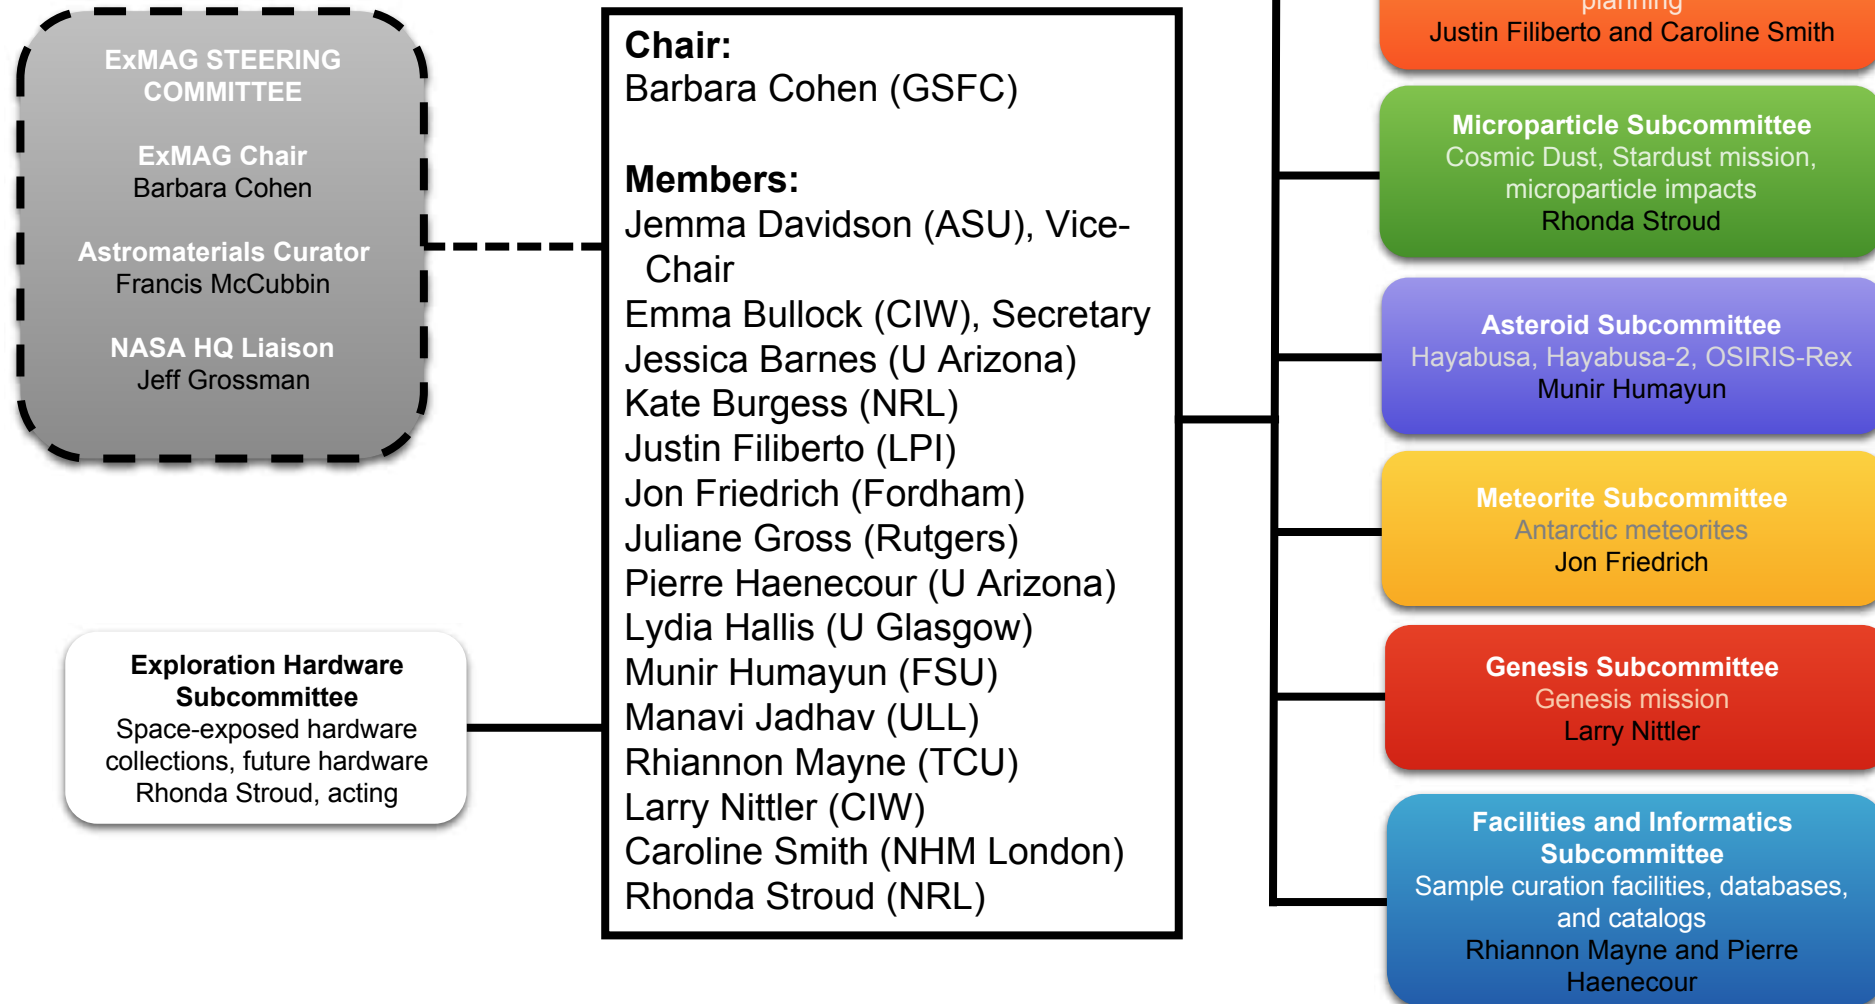 ExMAG STEERING
COMMITTEE
ExMAG Chair
Barbara Cohen
Astromaterials Curator
Francis McCubbin
NASA HQ Liaison
Jeff Grossman
Exploration Hardware
Subcommittee
Space-exposed hardware
collections, future hardware
Rhonda Stroud, acting
Chair:
Barbara Cohen (GSFC)
Members:
Jemma Davidson (ASU), Vice-
Chair
Emma Bullock (CIW), Secretary
Jessica Barnes (U Arizona)
Kate Burgess (NRL)
Justin Filiberto (LPI)
Jon Friedrich (Fordham)
Juliane Gross (Rutgers)
Pierre Haenecour (U Arizona)
Lydia Hallis (U Glasgow)
Munir Humayun (FSU)
Manavi Jadhav (ULL)
Rhiannon Mayne (TCU)
Larry Nittler (CIW)
Caroline Smith (NHM London)
Rhonda Stroud (NRL)
planning
Justin Filiberto and Caroline Smith
Microparticle Subcommittee
Cosmic Dust, Stardust mission,
microparticle impacts
Rhonda Stroud
Asteroid Subcommittee
Hayabusa, Hayabusa-2, OSIRIS-Rex
Munir Humayun
Meteorite Subcommittee
Antarctic meteorites
Jon Friedrich
Genesis Subcommittee
Genesis mission
Larry Nittler
Facilities and Informatics
Subcommittee
Sample curation facilities, databases,
and catalogs
Rhiannon Mayne and Pierre
Haenecour